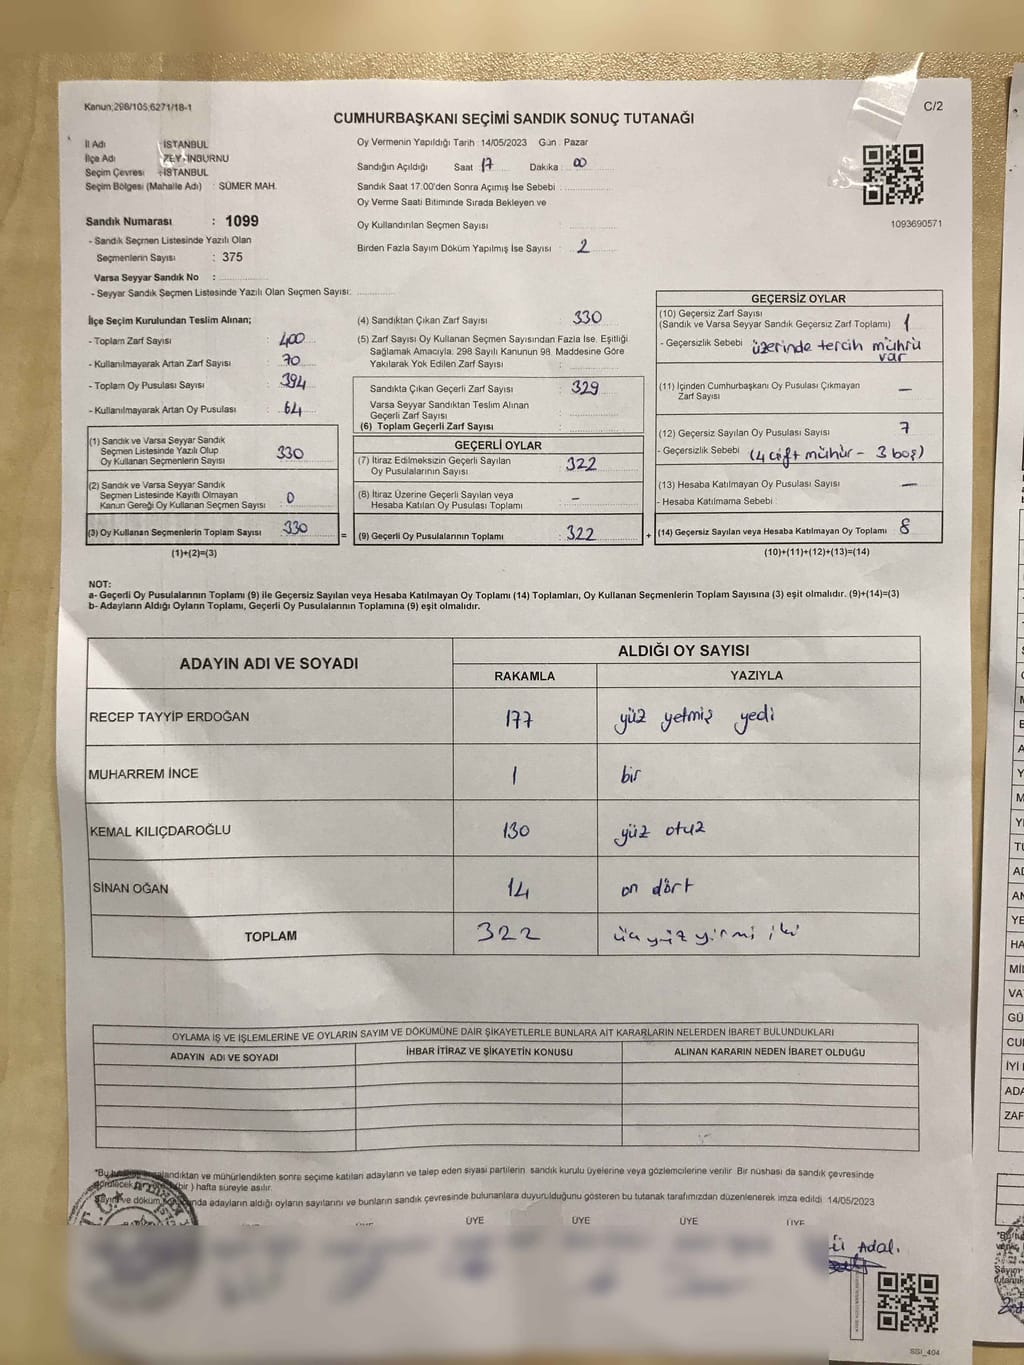 Kanun;298/105;6271/18-1
C/2
CUMHURBAŞKANI SEÇİMİ SANDIK SONUÇ TUTANAĞI
İl Adı : İSTANBUL
İlçe Adı : ZEYTİNBURNU
Seçim Çevresi : İSTANBUL
Seçim Bölgesi (Mahalle Adı) : SÜMER MAH.
Sandık Numarası : 1099
- Sandık Seçmen Listesinde Yazılı Olan
Seçmenlerin Sayısı : 375
Varsa Seyyar Sandık No :
- Seyyar Sandık Seçmen Listesinde Yazılı Olan Seçmen Sayısı:
Oy Vermenin Yapıldığı Tarih : 14/05/2023 Gün : Pazar
Sandığın Açıldığı Saat 17 Dakika : 00
Sandık Saat 17.00'den Sonra Açımış İse Sebebi :
Oy Verme Saati Bitiminde Sırada Bekleyen ve
Oy Kullandırılan Seçmen Sayısı :
Birden Fazla Sayım Döküm Yapılmış İse Sayısı : 2
1093690571
İlçe Seçim Kurulundan Teslim Alınan;
- Toplam Zarf Sayısı : 400
- Kullanılmayarak Artan Zarf Sayısı : 70
- Toplam Oy Pusulası Sayısı : 394
- Kullanılmayarak Artan Oy Pusulası : 64
(1) Sandık ve Varsa Seyyar Sandık
Seçmen Listesinde Yazılı Olup
Oy Kullanan Seçmenlerin Sayısı : 330
(2) Sandık ve Varsa Seyyar Sandık
Seçmen Listesinde Kayıtlı Olmayan
Kanun Gereği Oy Kullanan Seçmen Sayısı : 0
(3) Oy Kullanan Seçmenlerin Toplam Sayısı : 330
(1)+(2)=(3)
=
(4) Sandıktan Çıkan Zarf Sayısı : 330
(5) Zarf Sayısı Oy Kullanan Seçmen Sayısından Fazla İse, Eşitliği
Sağlamak Amacıyla; 298 Sayılı Kanunun 98. Maddesine Göre
Yakılarak Yok Edilen Zarf Sayısı :
Sandıkta Çıkan Geçerli Zarf Sayısı : 329
Varsa Seyyar Sandıktan Teslim Alınan
Geçerli Zarf Sayısı :
(6) Toplam Geçerli Zarf Sayısı :
GEÇERLİ OYLAR
(7) İtiraz Edilmeksizin Geçerli Sayılan
Oy Pusulalarının Sayısı : 322
(8) İtiraz Üzerine Geçerli Sayılan veya
Hesaba Katılan Oy Pusulası Toplamı : -
(9) Geçerli Oy Pusulalarının Toplamı : 322
+
GEÇERSİZ OYLAR
(10) Geçersiz Zarf Sayısı
(Sandık ve Varsa Seyyar Sandık Geçersiz Zarf Toplamı) : 1
- Geçersizlik Sebebi : üzerinde tercih mührü
var
(11) İçinden Cumhurbaşkanı Oy Pusulası Çıkmayan
Zarf Sayısı : —
(12) Geçersiz Sayılan Oy Pusulası Sayısı : 7
- Geçersizlik Sebebi : (4 çift mühür - 3 boş)
(13) Hesaba Katılmayan Oy Pusulası Sayısı : —
- Hesaba Katılmama Sebebi :
(14) Geçersiz Sayılan veya Hesaba Katılmayan Oy Toplamı : 8
(10)+(11)+(12)+(13)=(14)
NOT:
a- Geçerli Oy Pusulalarının Toplamı (9) ile Geçersiz Sayılan veya Hesaba Katılmayan Oy Toplamı (14) Toplamları, Oy Kullanan Seçmenlerin Toplam Sayısına (3) eşit olmalıdır. (9)+(14)=(3)
b- Adayların Aldığı Oyların Toplamı, Geçerli Oy Pusulalarının Toplamına (9) eşit olmalıdır.
ADAYIN ADI VE SOYADI
ALDIĞI OY SAYISI
RAKAMLA YAZIYLA
RECEP TAYYİP ERDOĞAN 177 yüz yetmiş yedi
MUHARREM İNCE 1 bir
KEMAL KILIÇDAROĞLU 130 yüz otuz
SİNAN OĞAN 14 on dört
TOPLAM 322 üç yüz yirmi iki
OYLAMA İŞ VE İŞLEMLERİNE VE OYLARIN SAYIM VE DÖKÜMÜNE DAİR ŞİKAYETLERLE BUNLARA AİT KARARLARIN NELERDEN İBARET BULUNDUKLARI
ADAYIN ADI VE SOYADI İHBAR İTİRAZ VE ŞİKAYETİN KONUSU ALINAN KARARIN NEDEN İBARET OLDUĞU
ve mühürlendikten sonra seçime katılan adayların ve talep eden siyasi partilerin sandık kurulu üyelerine veya gözlemcilerine verilir. Bir nüshası da sandık çevresinde
bir ) hafta süreyle asılır.
adayların aldığı oyların sayılarını ve bunların sandık çevresinde bulunanlara duyurulduğunu gösteren bu tutanak tarafımızdan düzenlenerek imza edildi. 14/05/2023
ÜYE ÜYE ÜYE ÜYE ÜYE
Adal.
SSI_404